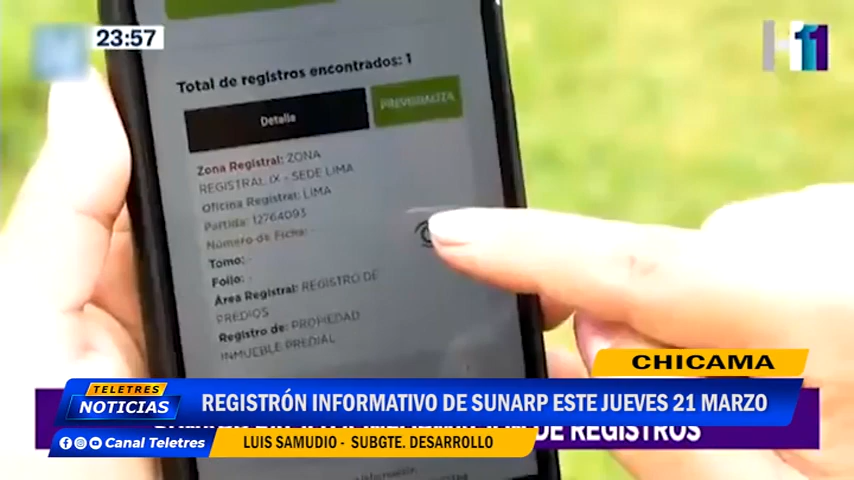 23:57
H11
Total de registros encontrados: 1
Detalle
PREVISUALIZA
Zona Registral: ZONA
REGISTRAL IX - SEDE LIMA
Oficina Registral: LIMA
Partida: 12764093
Número de Ficha: -
Tomo: -
Folio: -
Área Registral: REGISTRO DE
PREDIOS
Registro de: PROPIEDAD
INMUEBLE PREDIAL
CHICAMA
TELETRES
NOTICIAS
REGISTRÓN INFORMATIVO DE SUNARP ESTE JUEVES 21 MARZO
DE REGISTROS
Canal Teletres
LUIS SAMUDIO - SUBGTE. DESARROLLO